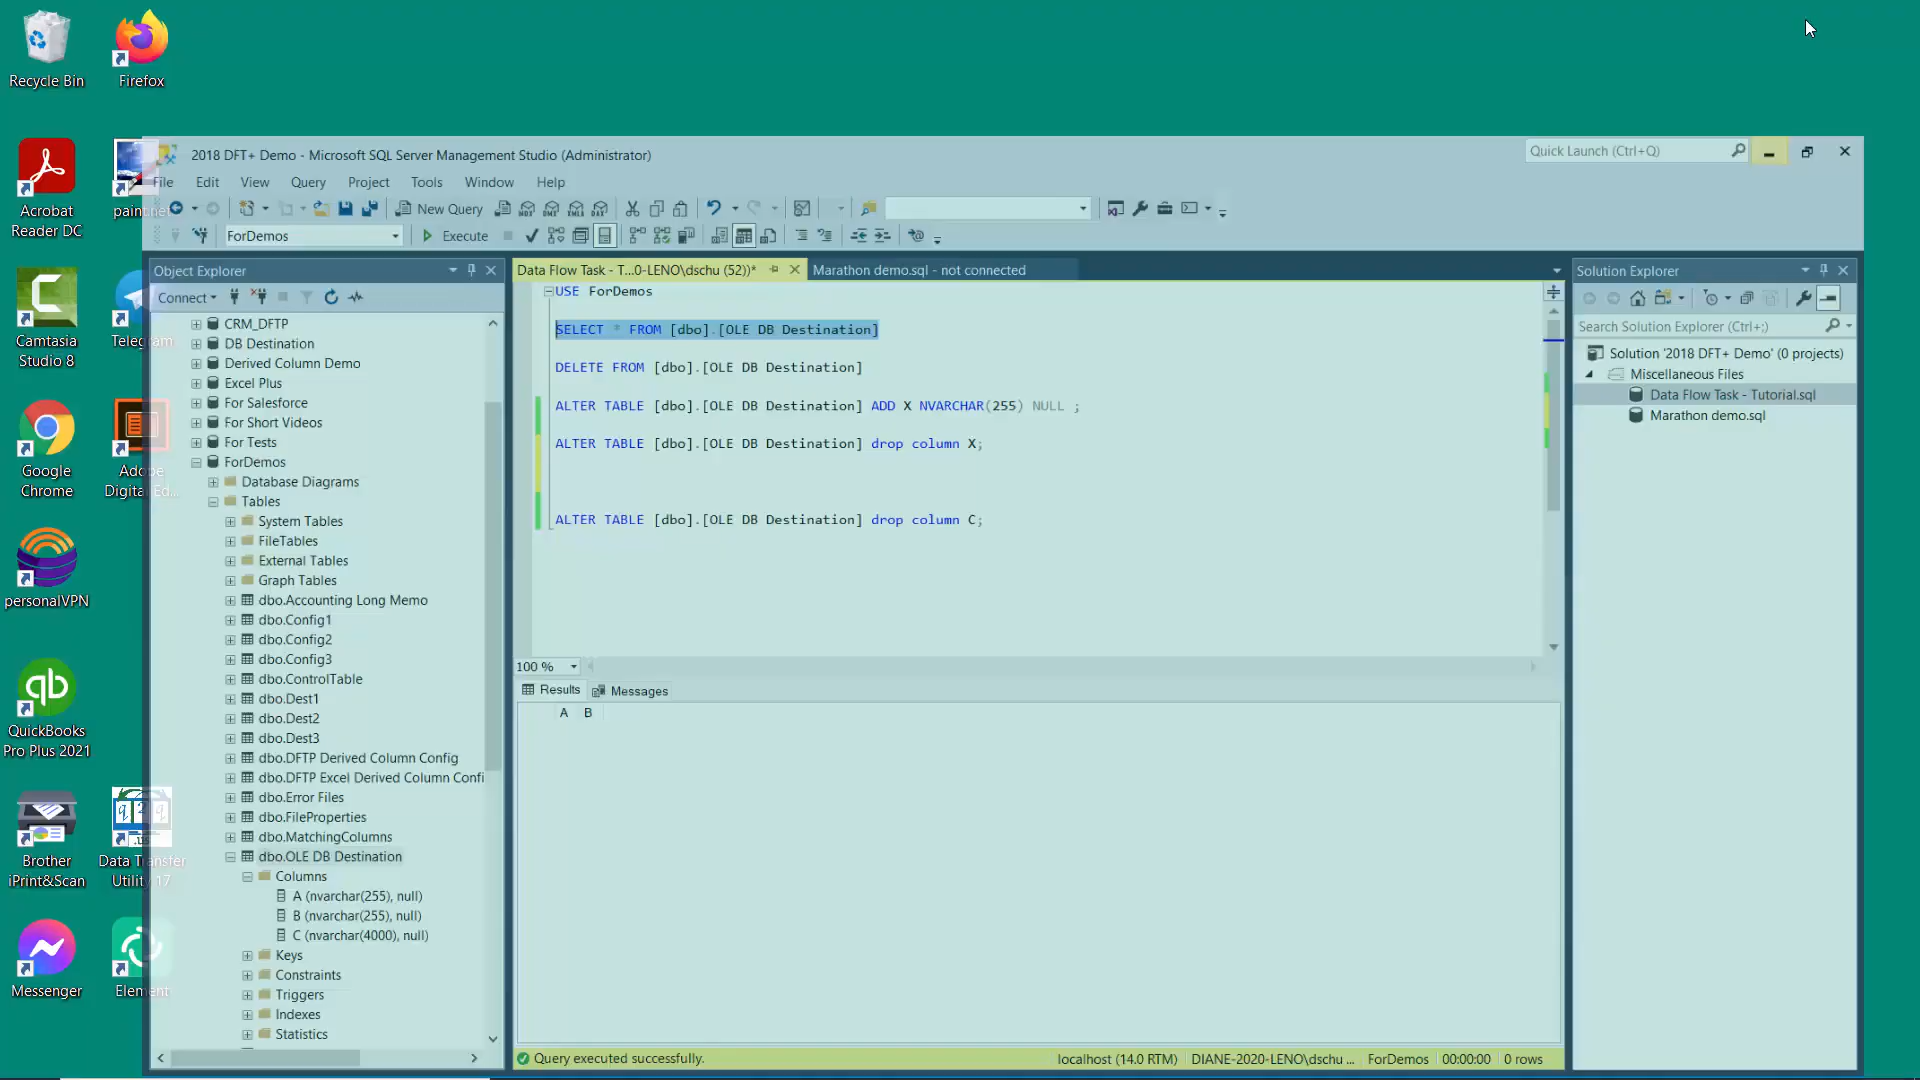 Recycle Bin
Firefox
Acrobat
Reader DC
paint.net
Camtasia
Studio 8
Telegram
Google
Chrome
Adobe
Digital Ed...
personalVPN
QuickBooks
Pro Plus 2021
Brother
iPrint&Scan
Data Transfer
Utility 17
Messenger
Element
2018 DFT+ Demo - Microsoft SQL Server Management Studio (Administrator)
Quick Launch (Ctrl+Q)
File Edit View Query Project Tools Window Help
New Query
ForDemos
Execute
Object Explorer
Connect
CRM_DFTP
DB Destination
Derived Column Demo
Excel Plus
For Salesforce
For Short Videos
For Tests
ForDemos
Database Diagrams
Tables
System Tables
FileTables
External Tables
Graph Tables
dbo.Accounting Long Memo
dbo.Config1
dbo.Config2
dbo.Config3
dbo.ControlTable
dbo.Dest1
dbo.Dest2
dbo.Dest3
dbo.DFTP Derived Column Config
dbo.DFTP Excel Derived Column Confi
dbo.Error Files
dbo.FileProperties
dbo.MatchingColumns
dbo.OLE DB Destination
Columns
A (nvarchar(255), null)
B (nvarchar(255), null)
C (nvarchar(4000), null)
Keys
Constraints
Triggers
Indexes
Statistics
Data Flow Task - T...0-LENO\dschu (52))*
Marathon demo.sql - not connected
USE ForDemos
SELECT * FROM [dbo].[OLE DB Destination]
DELETE FROM [dbo].[OLE DB Destination]
ALTER TABLE [dbo].[OLE DB Destination] ADD X NVARCHAR(255) NULL ;
ALTER TABLE [dbo].[OLE DB Destination] drop column X;
ALTER TABLE [dbo].[OLE DB Destination] drop column C;
100 %
Results Messages
A B
Query executed successfully.
localhost (14.0 RTM) DIANE-2020-LENO\dschu ... ForDemos 00:00:00 0 rows
Solution Explorer
Search Solution Explorer (Ctrl+;)
Solution '2018 DFT+ Demo' (0 projects)
Miscellaneous Files
Data Flow Task - Tutorial.sql
Marathon demo.sql